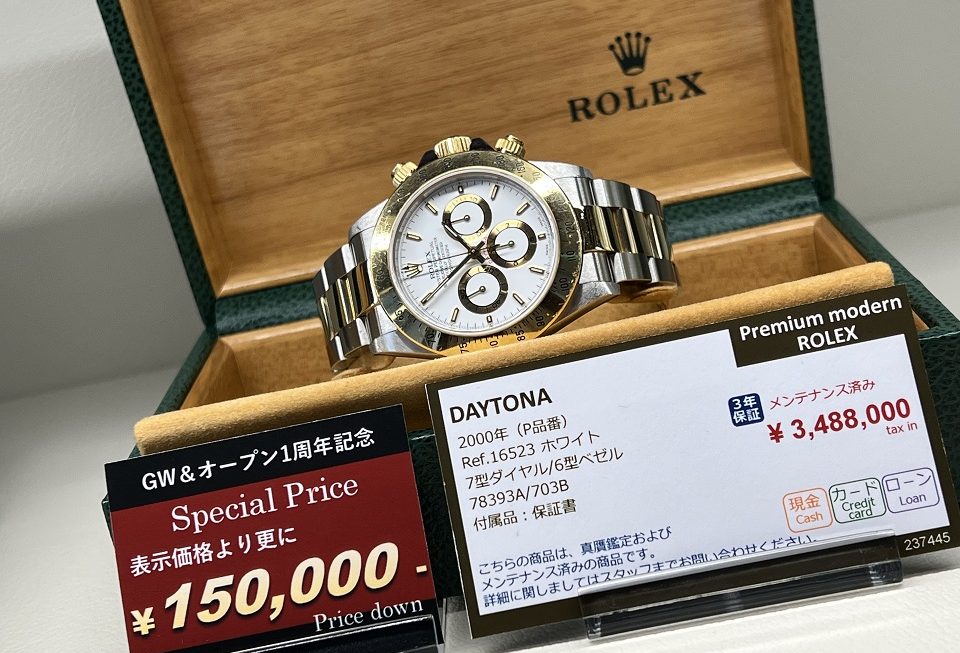 ROLEX
ROLEX
DAYTONA
2000年（P品番）
Ref.16523 ホワイト
7型ダイヤル/6型ベゼル
78393A/703B
付属品：保証書
こちらの商品は、真贋鑑定および
メンテナンス済みの商品です。
詳細に関しましてはスタッフまでお問い合わせください。
Premium modern
ROLEX
3年
保証
メンテナンス済み
¥ 3,488,000
tax in
現金
Cash
カード
Credit
card
ローン
Loan
237445
GW＆オープン1周年記念
Special Price
表示価格より更に
¥150,000-
Price down